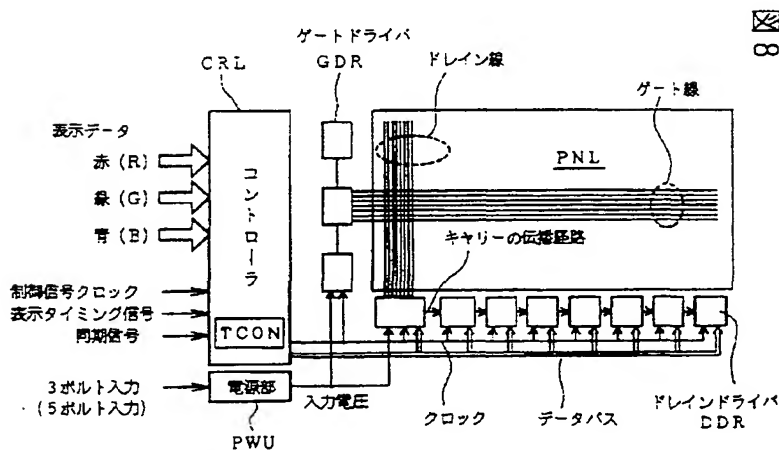 図8
ゲートドライバ
GDR
CRL
ドレイン線
ゲート線
表示データ
赤 (R)
緑 (G)
青 (B)
コントローラ
PNL
キャリーの伝播経路
制御信号クロック
表示タイミング信号
同期信号
TCON
3ボルト入力
(5ボルト入力)
電源部
入力電圧
クロック
データバス
ドレインドライバ
DDR
PWU